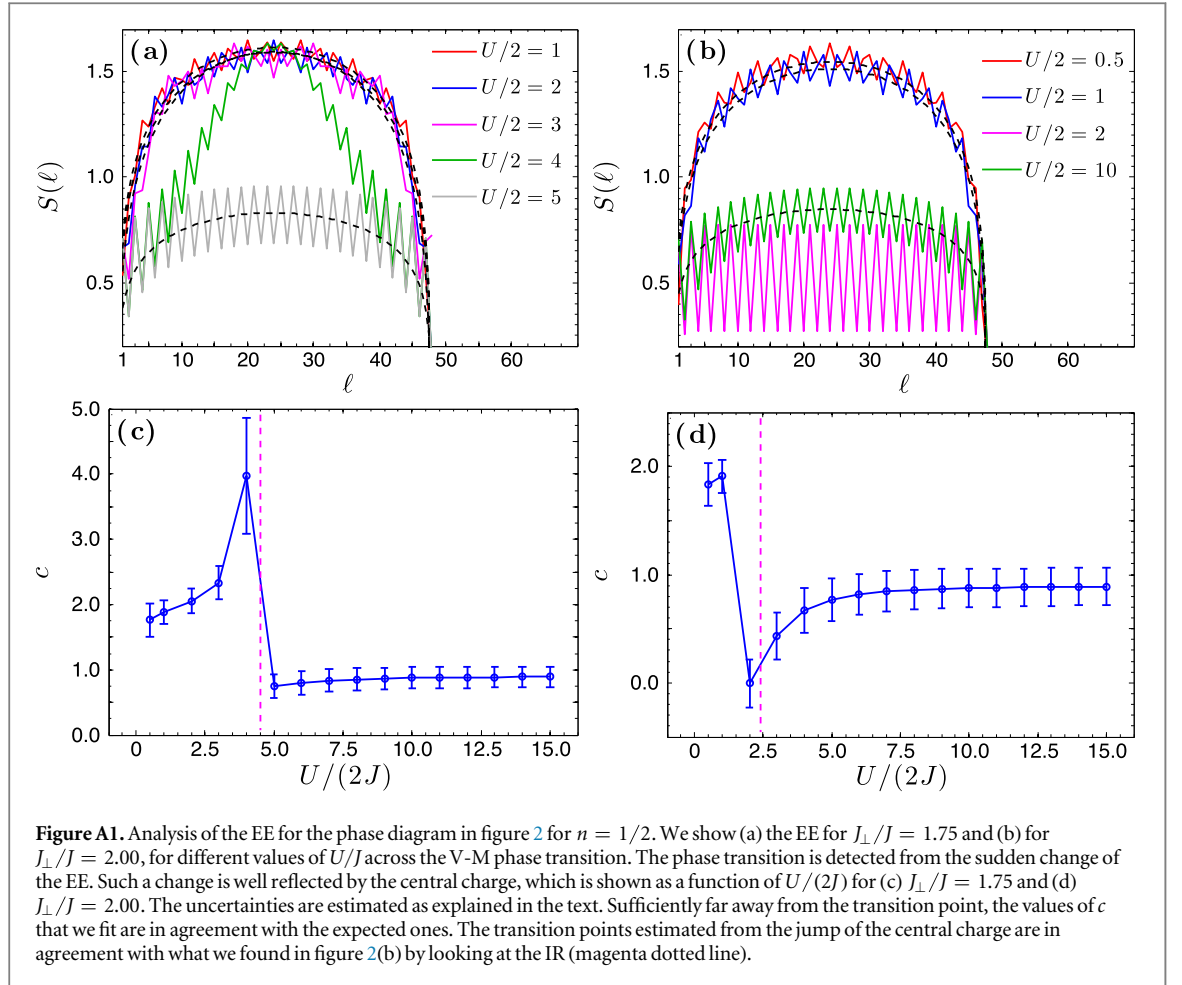 (a)
U/2 = 1
U/2 = 2
U/2 = 3
U/2 = 4
U/2 = 5
1.5
1.0
0.5
S(ℓ)
1 10 20 30 40 50 60
ℓ
(b)
U/2 = 0.5
U/2 = 1
U/2 = 2
U/2 = 10
1.5
1.0
0.5
S(ℓ)
1 10 20 30 40 50 60
ℓ
(c)
5.0
4.0
3.0
2.0
1.0
0.0
c
0 2.5 5.0 7.5 10.0 12.5 15.0
U/(2J)
(d)
2.0
1.0
0.0
c
0 2.5 5.0 7.5 10.0 12.5 15.0
U/(2J)
Figure A1. Analysis of the EE for the phase diagram in figure 2 for n = 1/2. We show (a) the EE for J⊥/J = 1.75 and (b) for
J⊥/J = 2.00, for different values of U/J across the V-M phase transition. The phase transition is detected from the sudden change of
the EE. Such a change is well reflected by the central charge, which is shown as a function of U/(2J) for (c) J⊥/J = 1.75 and (d)
J⊥/J = 2.00. The uncertainties are estimated as explained in the text. Sufficiently far away from the transition point, the values of c
that we fit are in agreement with the expected ones. The transition points estimated from the jump of the central charge are in
agreement with what we found in figure 2(b) by looking at the IR (magenta dotted line).